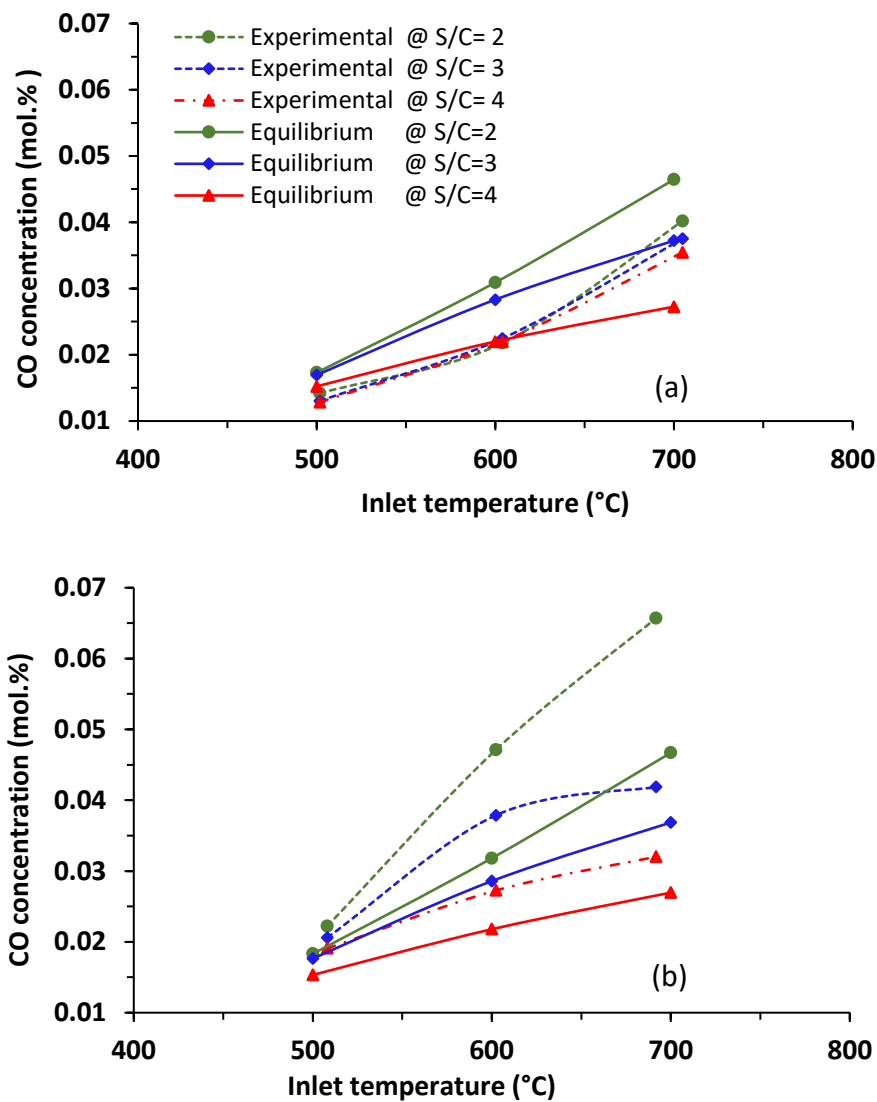 0.07
0.06
0.05
0.04
0.03
0.02
0.01
CO concentration (mol.%)
Experimental @ S/C= 2
Experimental @ S/C= 3
Experimental @ S/C= 4
Equilibrium @ S/C=2
Equilibrium @ S/C=3
Equilibrium @ S/C=4
(a)
400 500 600 700 800
Inlet temperature (°C)
0.07
0.06
0.05
0.04
0.03
0.02
0.01
CO concentration (mol.%)
(b)
400 500 600 700 800
Inlet temperature (°C)